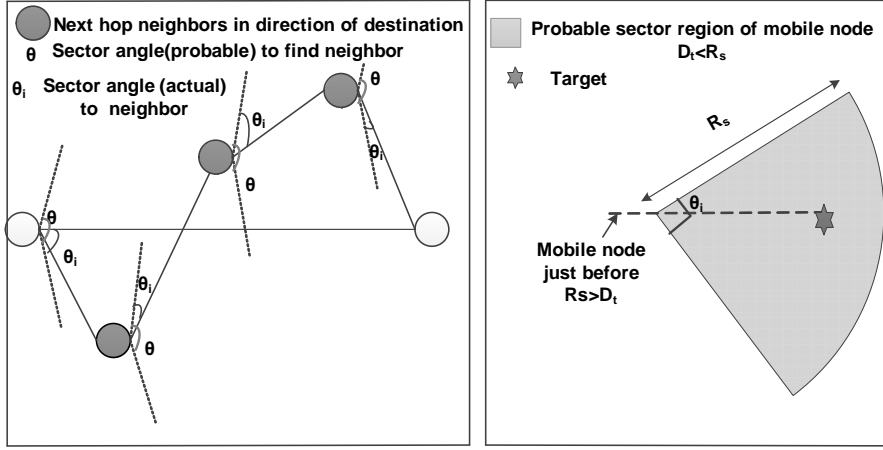 Next hop neighbors in direction of destination
θ Sector angle(probable) to find neighbor
θi Sector angle (actual)
to neighbor
θi
θ
θ
θi
θ
θi
θi
θ
θ
θi
Probable sector region of mobile node
Dt<Rs
Target
Rs
θi
Mobile node
just before
Rs>Dt